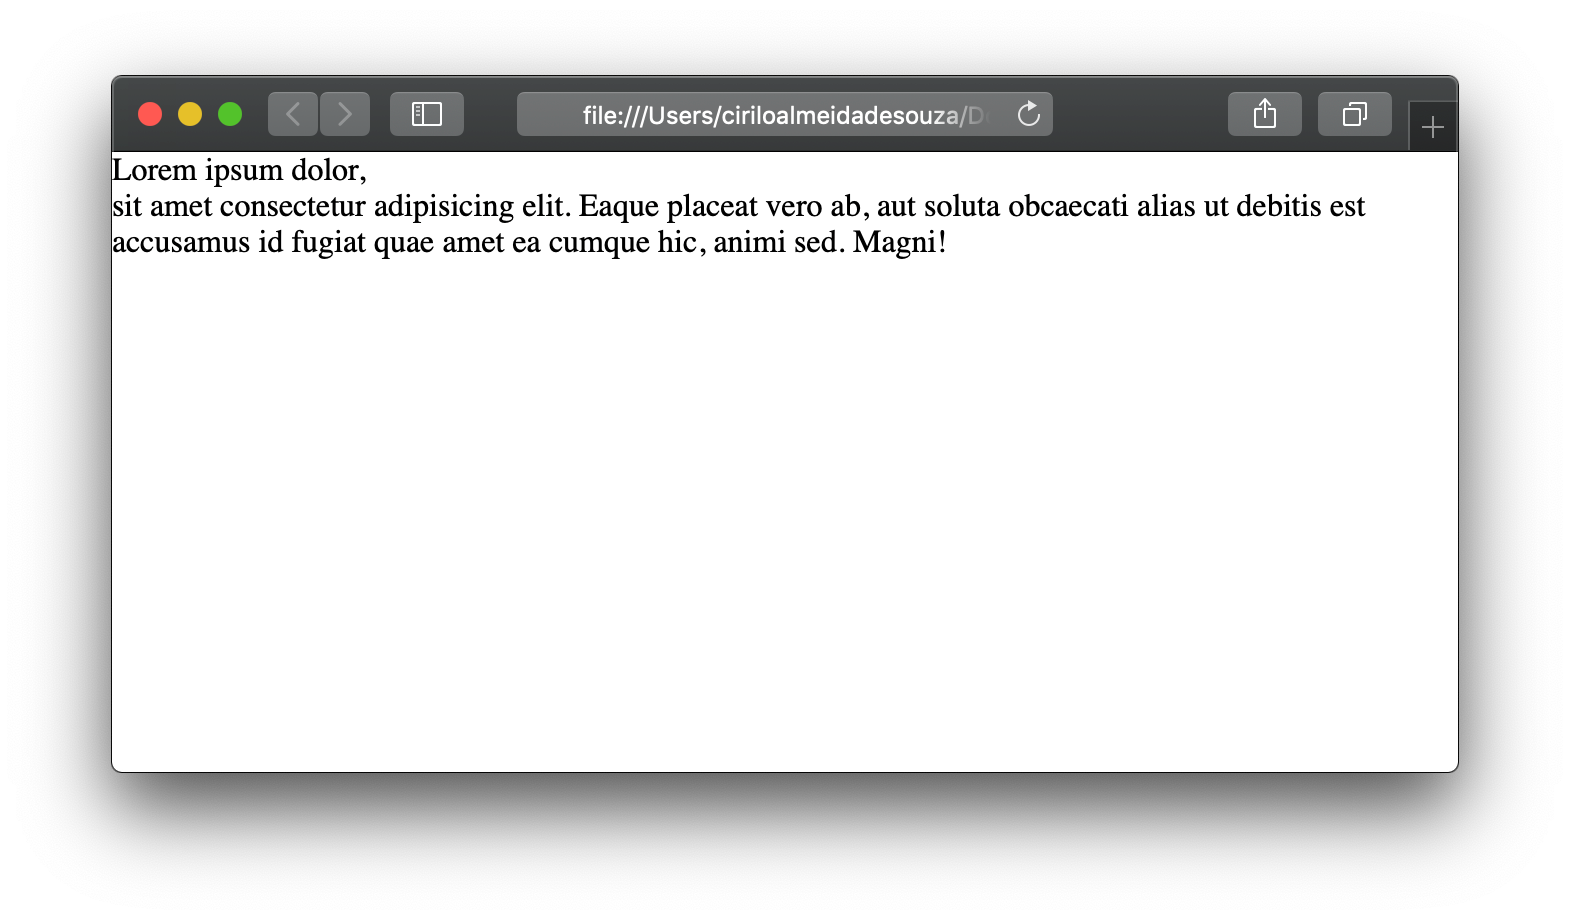 file:///Users/ciriloalmeidadesouza/D
Lorem ipsum dolor,
sit amet consectetur adipisicing elit. Eaque placeat vero ab, aut soluta obcaecati alias ut debitis est
accusamus id fugiat quae amet ea cumque hic, animi sed. Magni!